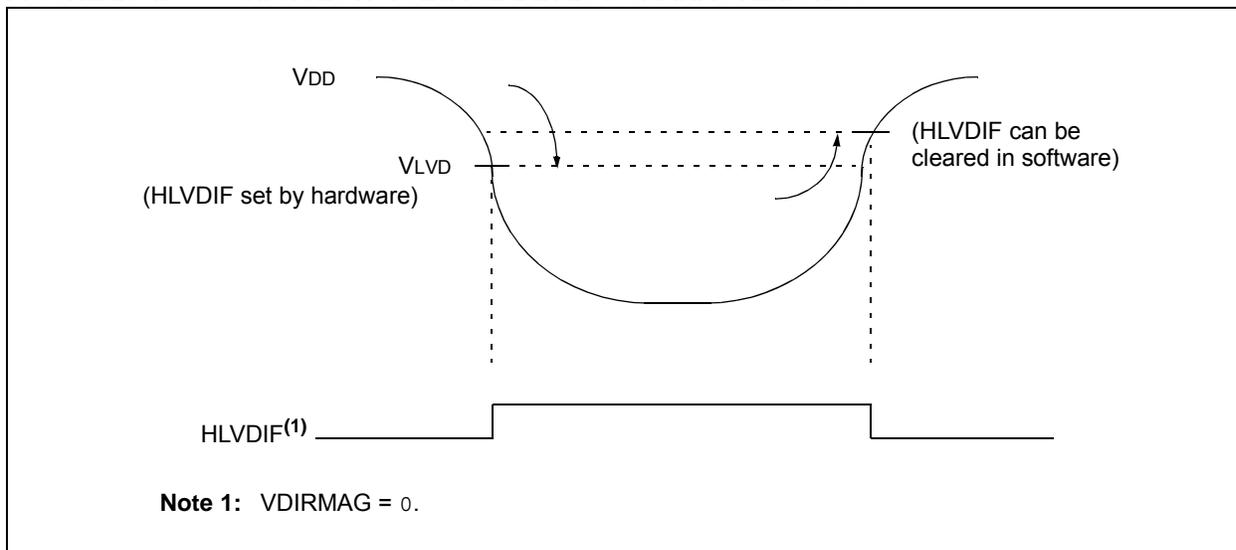 VDD
(HLVDIF can be
cleared in software)
VLVD
(HLVDIF set by hardware)
HLVDIF(1)
Note 1: VDIRMAG = 0.